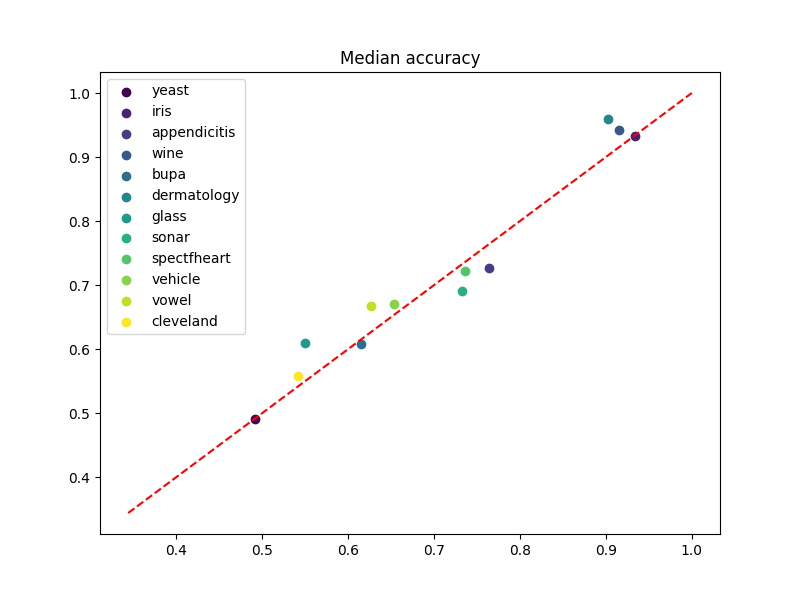 Median accuracy
yeast
iris
appendicitis
wine
bupa
dermatology
glass
sonar
spectfheart
vehicle
vowel
cleveland
1.0
0.9
0.8
0.7
0.6
0.5
0.4
0.4 0.5 0.6 0.7 0.8 0.9 1.0